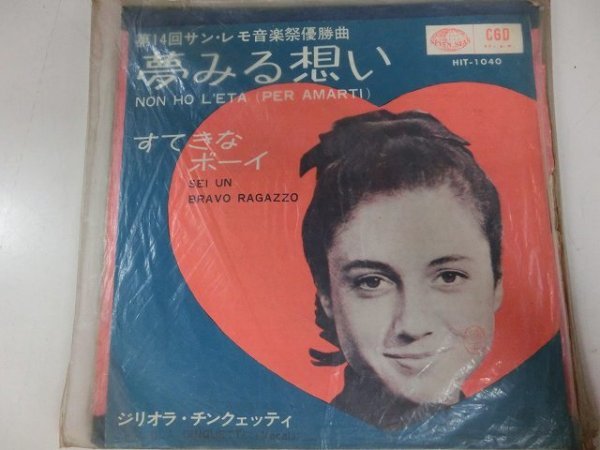 第14回サン・レモ音楽祭優勝曲
夢みる想い
NON HO L'ETA (PER AMARTI)
CGD
HIT-1040
すてきな
ボーイ
SEI UN
BRAVO RAGAZZO
ジリオラ・チンクェッティ